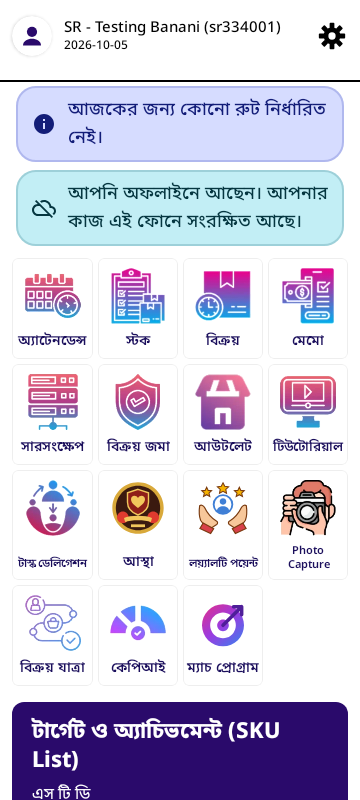 SR - Testing Banani (sr334001)
2026-10-05
আজকের জন্য কোনো রুট নির্ধারিত
নেই।
আপনি অফলাইনে আছেন। আপনার
কাজ এই ফোনে সংরক্ষিত আছে।
অ্যাটেনডেন্স
স্টক
বিক্রয়
মেমো
সারসংক্ষেপ
বিক্রয় জমা
আউটলেট
টিউটোরিয়াল
টাস্ক ডেলিগেশন
আস্থা
লয়্যালটি পয়েন্ট
Photo
Capture
বিক্রয় যাত্রা
কেপিআই
ম্যাচ প্রোগ্রাম
টার্গেট ও অ্যাচিভমেন্ট (SKU
List)
এস টি ডি